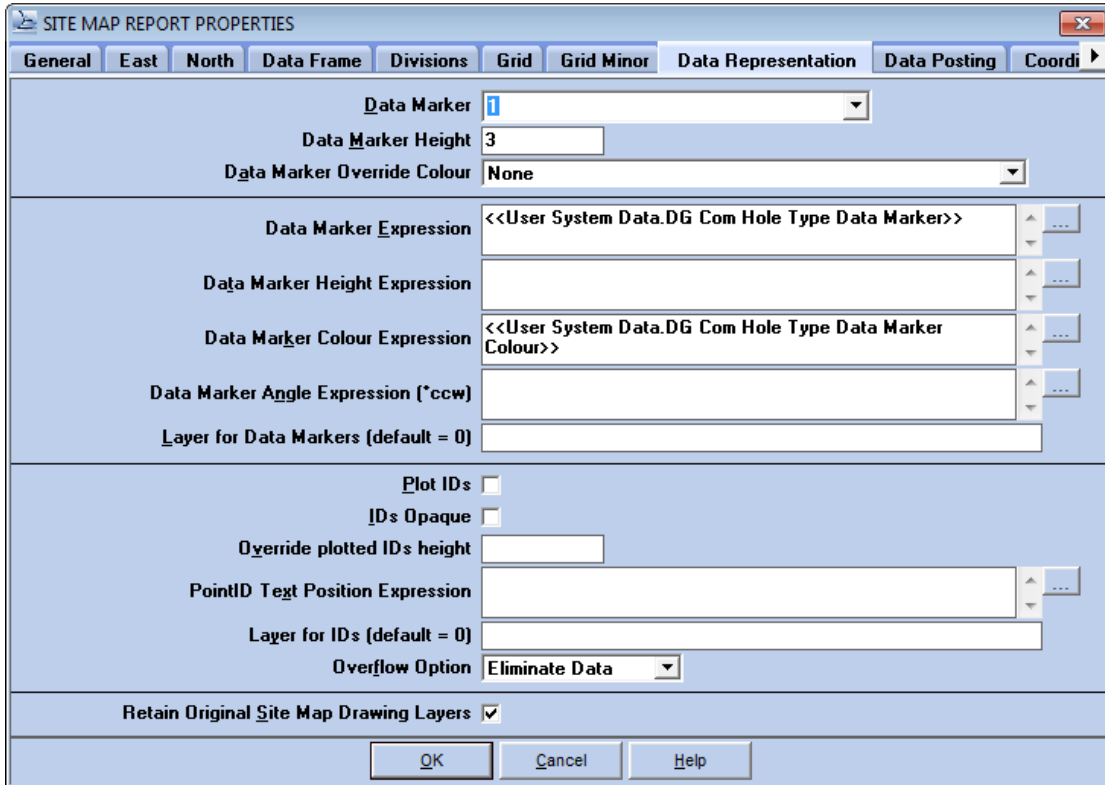 SITE MAP REPORT PROPERTIES
General East North Data Frame Divisions Grid Grid Minor Data Representation Data Posting Coordi
Data Marker 1
Data Marker Height 3
Data Marker Override Colour None
Data Marker Expression <<User System Data.DG Com Hole Type Data Marker>> ...
Data Marker Height Expression ...
Data Marker Colour Expression <<User System Data.DG Com Hole Type Data Marker
Colour>> ...
Data Marker Angle Expression (°ccw) ...
Layer for Data Markers (default = 0)
Plot IDs
IDs Opaque
Override plotted IDs height
PointID Text Position Expression ...
Layer for IDs (default = 0)
Overflow Option Eliminate Data
Retain Original Site Map Drawing Layers
OK Cancel Help